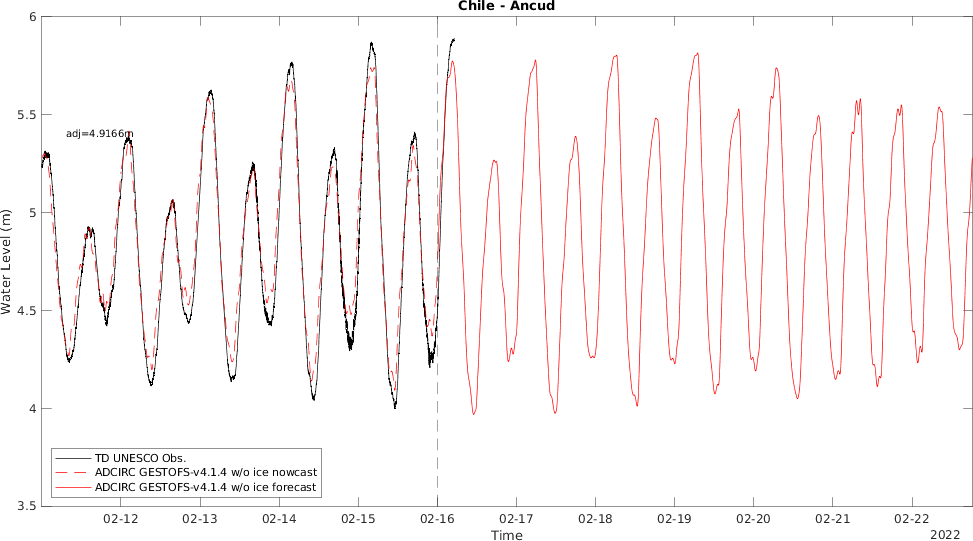 Chile - Ancud
6
5.5
5
4.5
4
3.5
Water Level (m)
adj=4.9166m
TD UNESCO Obs.
ADCIRC GESTOFS-v4.1.4 w/o ice nowcast
ADCIRC GESTOFS-v4.1.4 w/o ice forecast
02-12 02-13 02-14 02-15 02-16 02-17 02-18 02-19 02-20 02-21 02-22
Time
2022